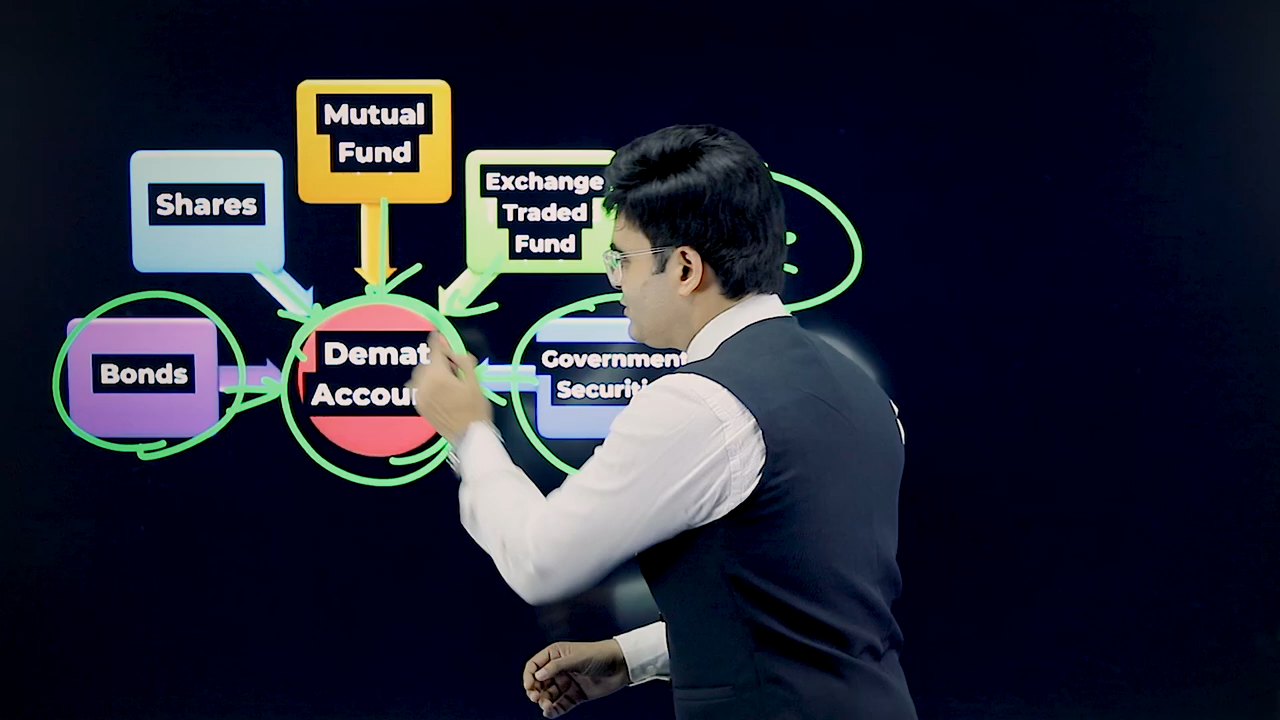 Mutual
Fund
Shares
Exchange
Traded
Fund
Bonds
Demat
Government